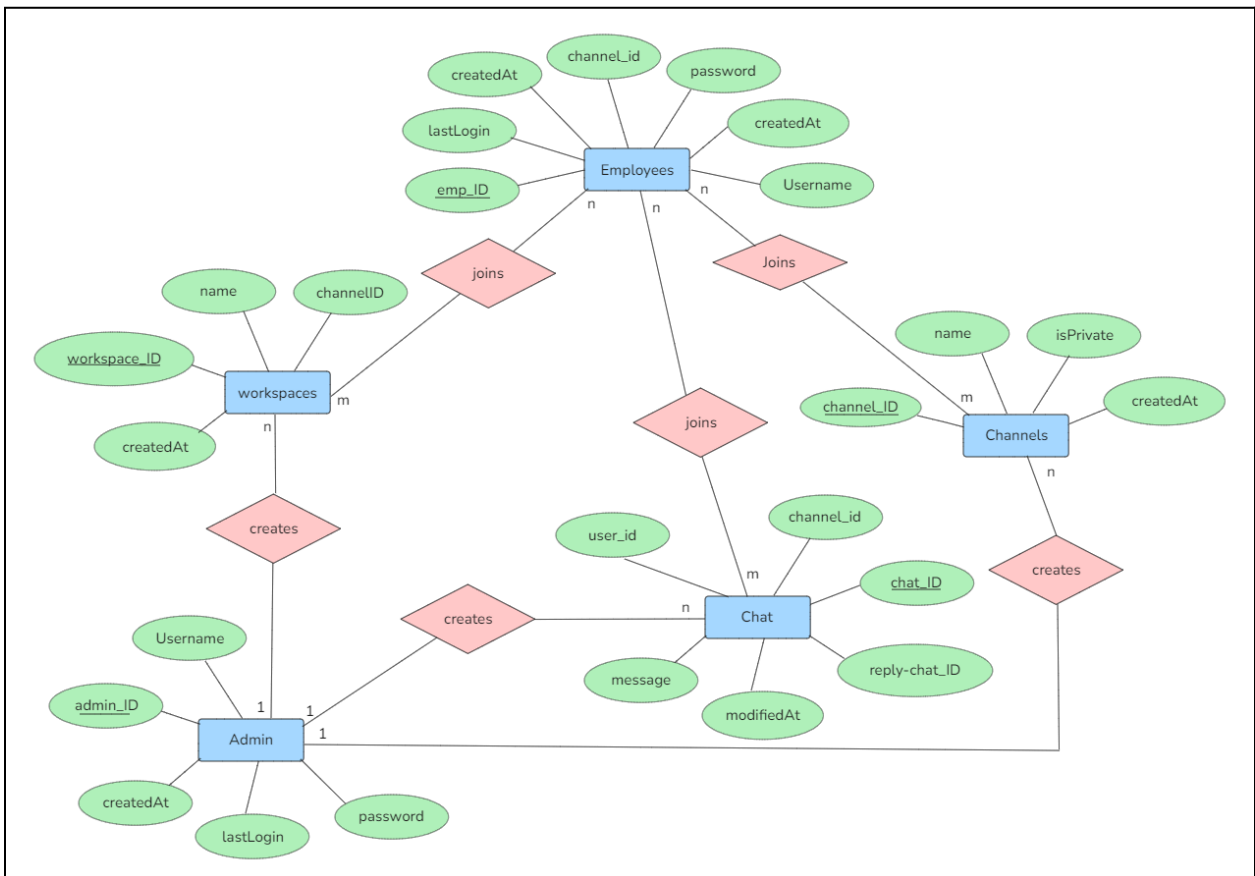 channel_id
createdAt
password
lastLogin
createdAt
Employees
emp_ID
Username
n
n
n
joins
Joins
name
channelID
name
isPrivate
workspace_ID
workspaces
m
m
createdAt
channel_ID
Channels
joins
n
createdAt
n
creates
user_id
channel_id
m
chat_ID
creates
creates
n
Chat
Username
message
reply-chat_ID
modifiedAt
admin_ID
1
1
1
Admin
createdAt
lastLogin
password